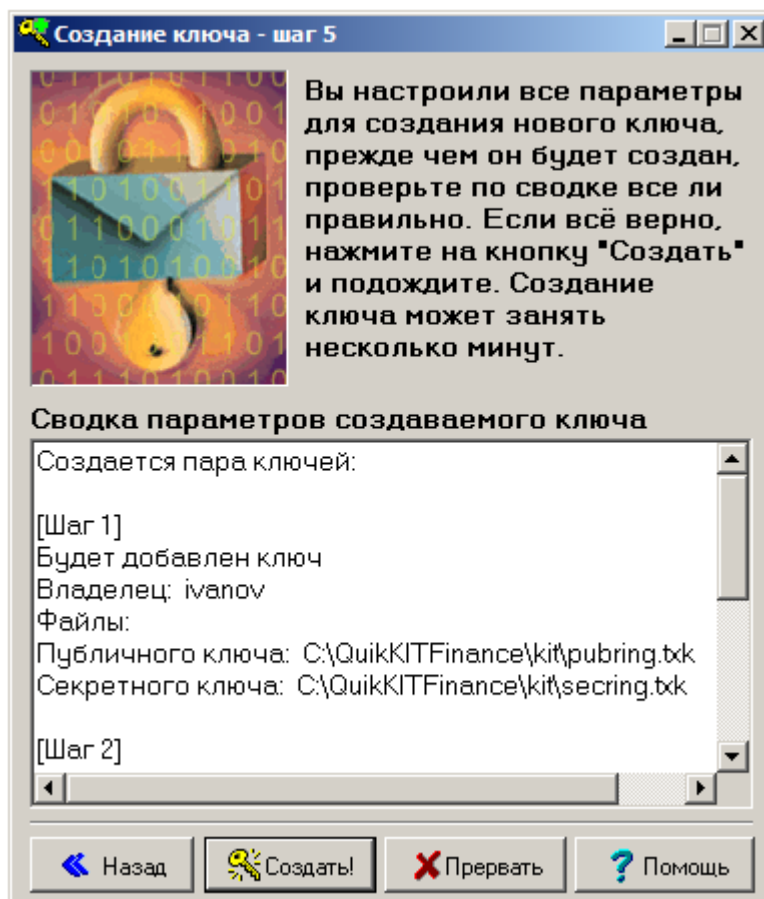 Создание ключа - шаг 5
Вы настроили все параметры
для создания нового ключа,
прежде чем он будет создан,
проверьте по сводке все ли
правильно. Если всё верно,
нажмите на кнопку "Создать"
и подождите. Создание
ключа может занять
несколько минут.
Сводка параметров создаваемого ключа
Создается пара ключей:
[Шаг 1]
Будет добавлен ключ
Владелец: ivanov
Файлы:
Публичного ключа: C:\QuikKITFinance\kit\pubring.txk
Секретного ключа: C:\QuikKITFinance\kit\secring.txk
[Шаг 2]
Назад
Создать!
Прервать
Помощь